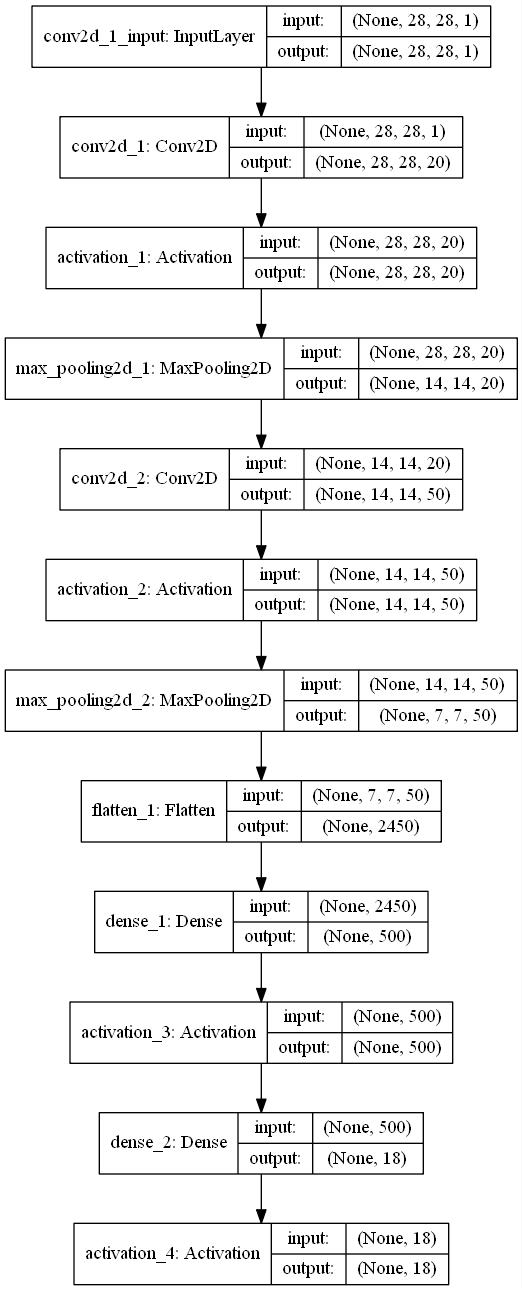 conv2d_1_input: InputLayer
input: (None, 28, 28, 1)
output: (None, 28, 28, 1)
conv2d_1: Conv2D
input: (None, 28, 28, 1)
output: (None, 28, 28, 20)
activation_1: Activation
input: (None, 28, 28, 20)
output: (None, 28, 28, 20)
max_pooling2d_1: MaxPooling2D
input: (None, 28, 28, 20)
output: (None, 14, 14, 20)
conv2d_2: Conv2D
input: (None, 14, 14, 20)
output: (None, 14, 14, 50)
activation_2: Activation
input: (None, 14, 14, 50)
output: (None, 14, 14, 50)
max_pooling2d_2: MaxPooling2D
input: (None, 14, 14, 50)
output: (None, 7, 7, 50)
flatten_1: Flatten
input: (None, 7, 7, 50)
output: (None, 2450)
dense_1: Dense
input: (None, 2450)
output: (None, 500)
activation_3: Activation
input: (None, 500)
output: (None, 500)
dense_2: Dense
input: (None, 500)
output: (None, 18)
activation_4: Activation
input: (None, 18)
output: (None, 18)